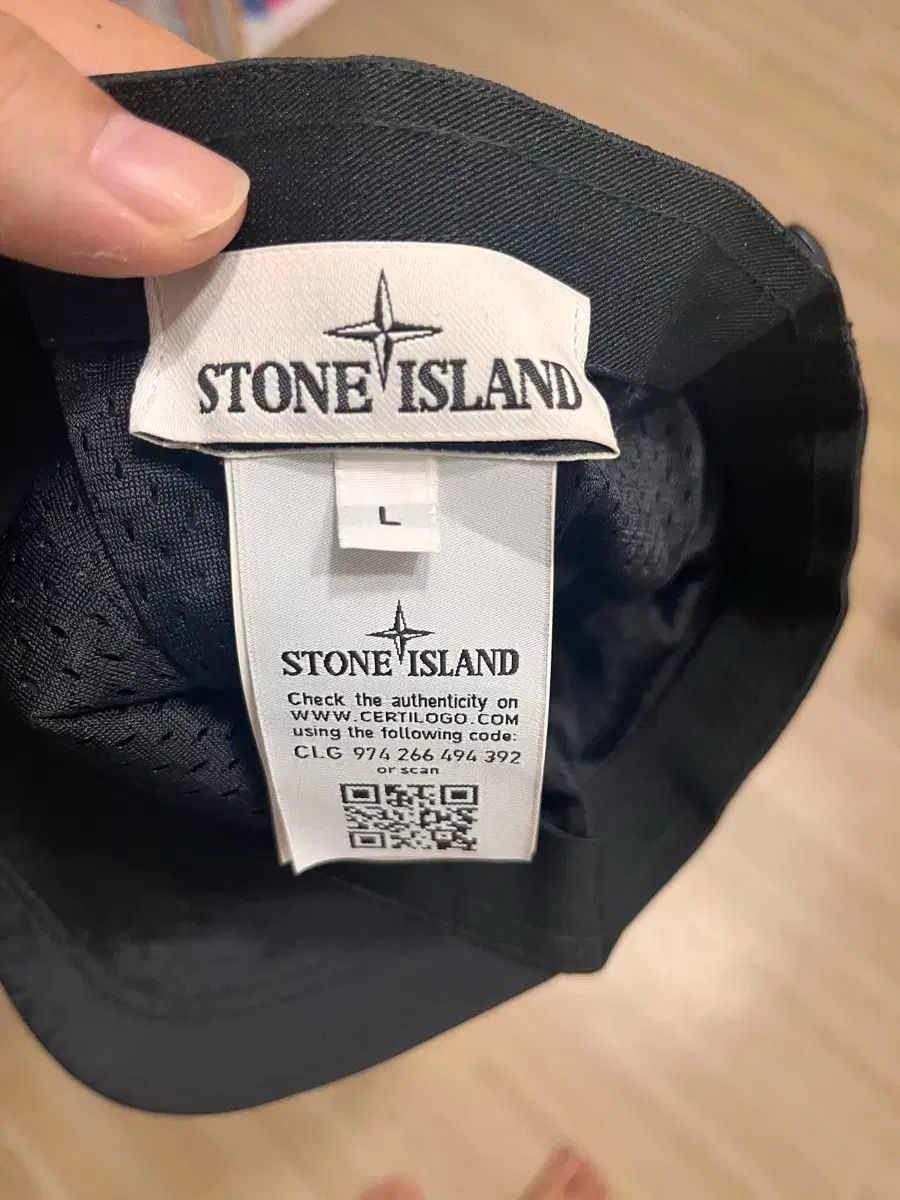 STONE ISLAND
L
STONE ISLAND
Check the authenticity on
WWW.CERTILOGO.COM
using the following code:
CLG 974 266 494 392
or scan